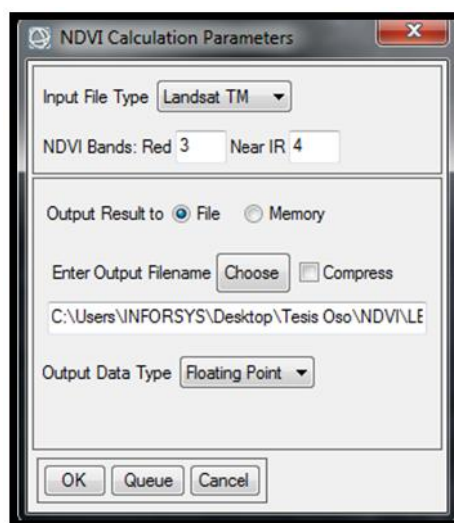 NDVI Calculation Parameters
Input File Type Landsat TM
NDVI Bands: Red 3 Near IR 4
Output Result to File Memory
Enter Output Filename Choose Compress
C:\Users\INFORSYS\Desktop\Tesis Oso\NDVI\LE
Output Data Type Floating Point
OK Queue Cancel